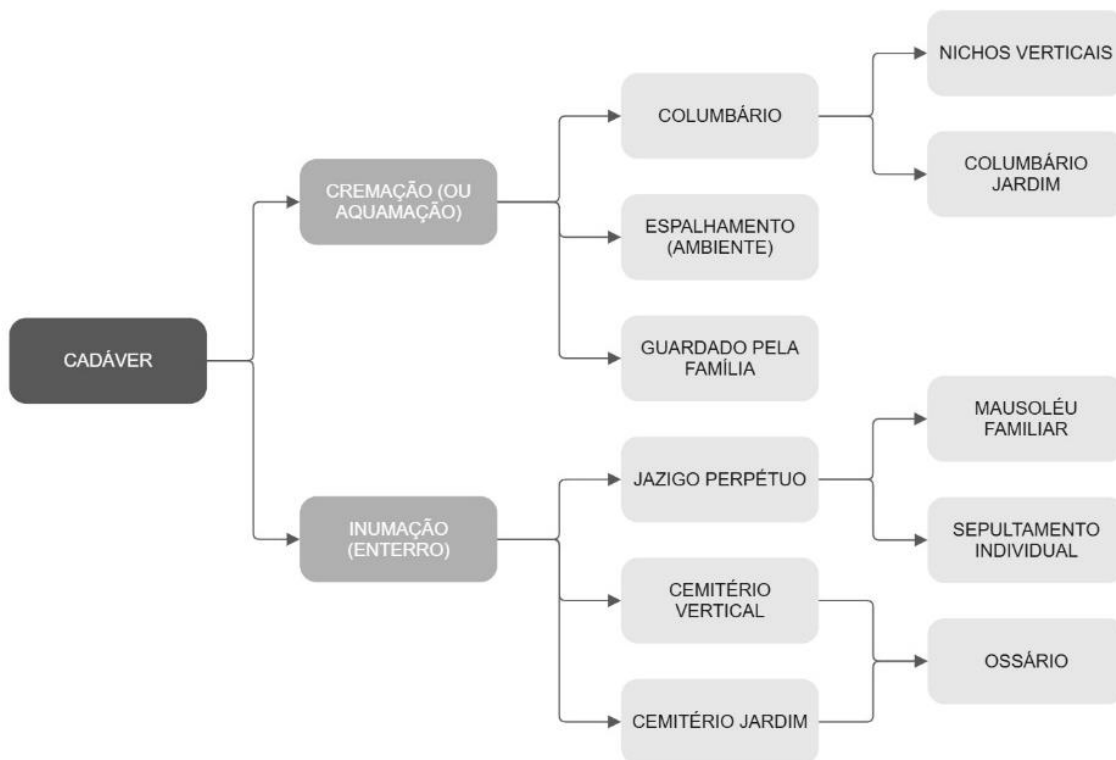 NICHOS VERTICAIS
COLUMBÁRIO
COLUMBÁRIO
JARDIM
CREMAÇÃO (OU
AQUAMAÇÃO)
ESPALHAMENTO
(AMBIENTE)
GUARDADO PELA
FAMÍLIA
CADÁVER
MAUSOLÉU
FAMILIAR
JAZIGO PERPÉTUO
INUMAÇÃO
(ENTERRO)
SEPULTAMENTO
INDIVIDUAL
CEMITÉRIO
VERTICAL
OSSÁRIO
CEMITÉRIO JARDIM